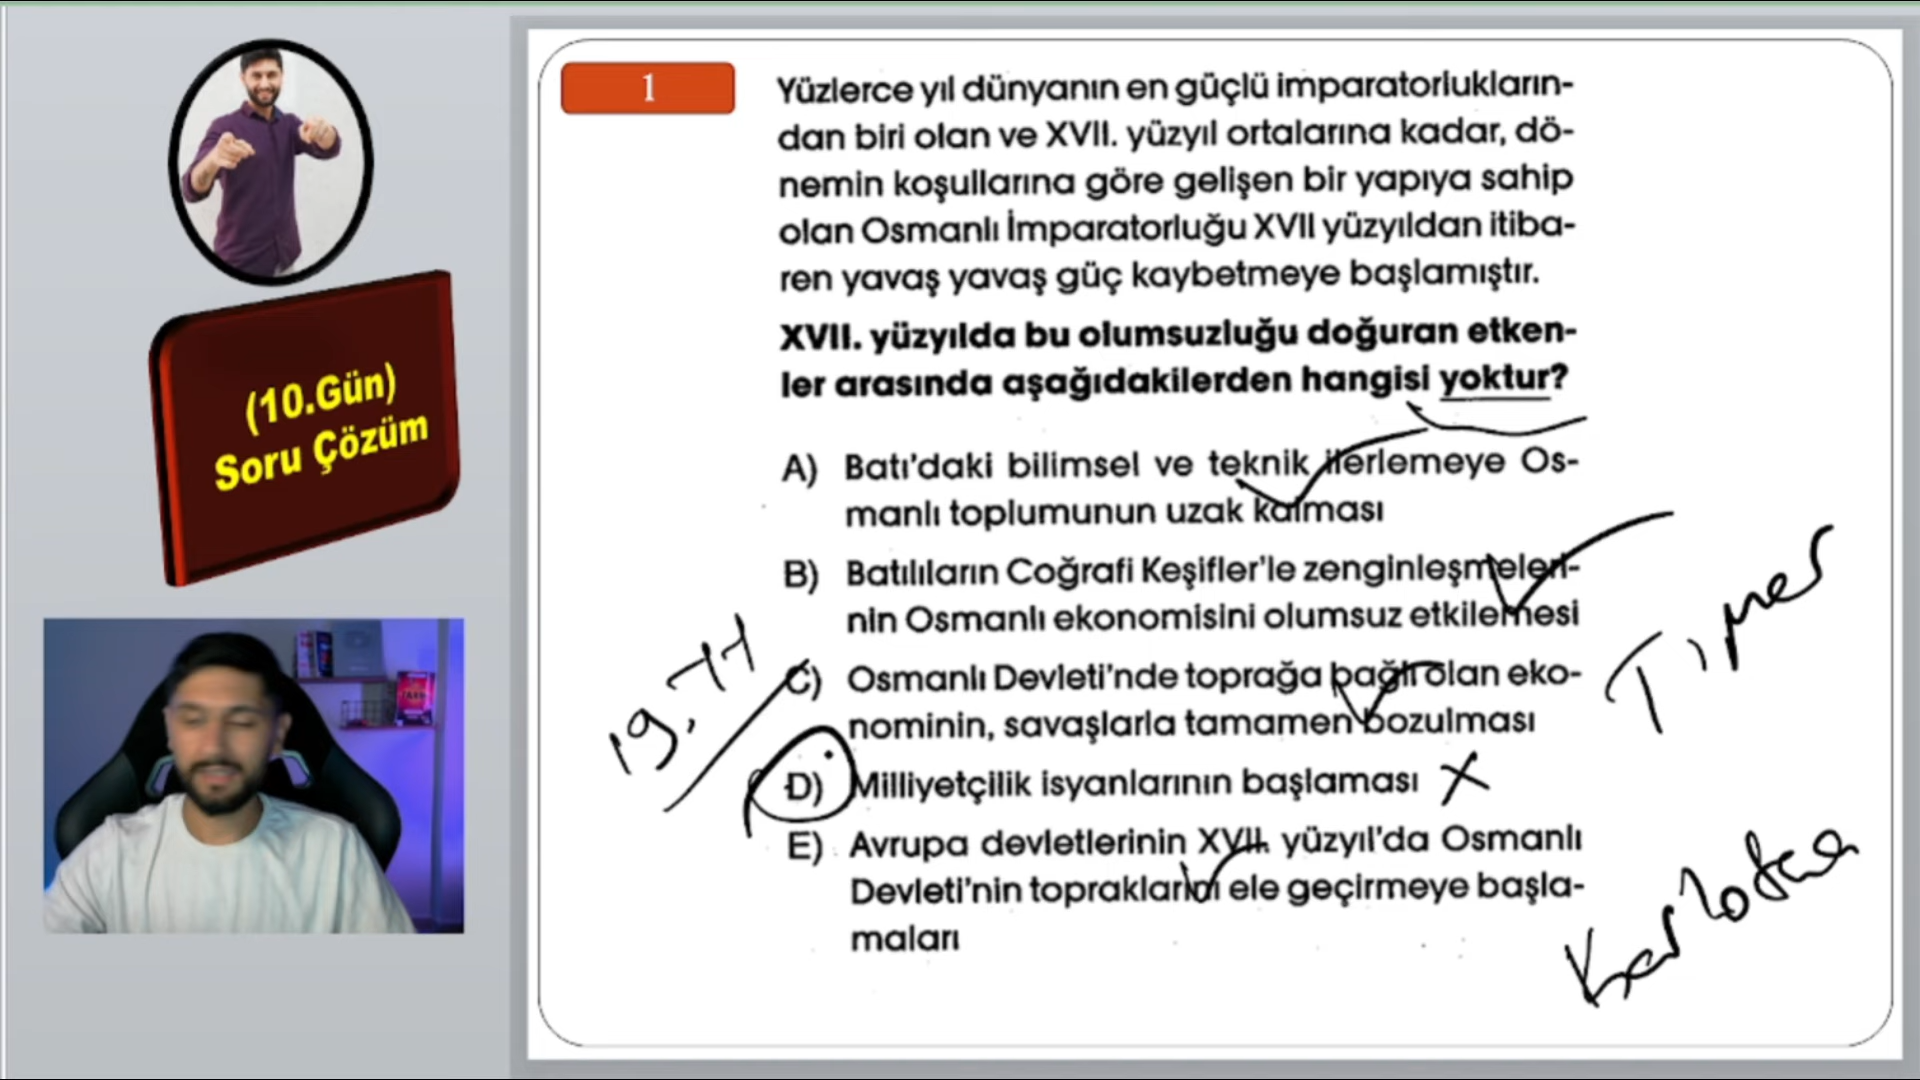 (10.Gün)
Soru Çözüm
1
Yüzlerce yıl dünyanın en güçlü imparatorlukların-
dan biri olan ve XVII. yüzyıl ortalarına kadar, dö-
nemin koşullarına göre gelişen bir yapıya sahip
olan Osmanlı İmparatorluğu XVII yüzyıldan itiba-
ren yavaş yavaş güç kaybetmeye başlamıştır.
XVII. yüzyılda bu olumsuzluğu doğuran etken-
ler arasında aşağıdakilerden hangisi yoktur?
A) Batı'daki bilimsel ve teknik ilerlemeye Os-
manlı toplumunun uzak kalması
B) Batılıların Coğrafi Keşifler'le zenginleşmeleri-
nin Osmanlı ekonomisini olumsuz etkilemesi
C) Osmanlı Devleti'nde toprağa bağlı olan eko-
nominin, savaşlarla tamamen bozulması
D) Milliyetçilik isyanlarının başlaması
E) Avrupa devletlerinin XVII. yüzyıl'da Osmanlı
Devleti'nin topraklarını ele geçirmeye başla-
maları
19. yy
Tımar
Karlofça